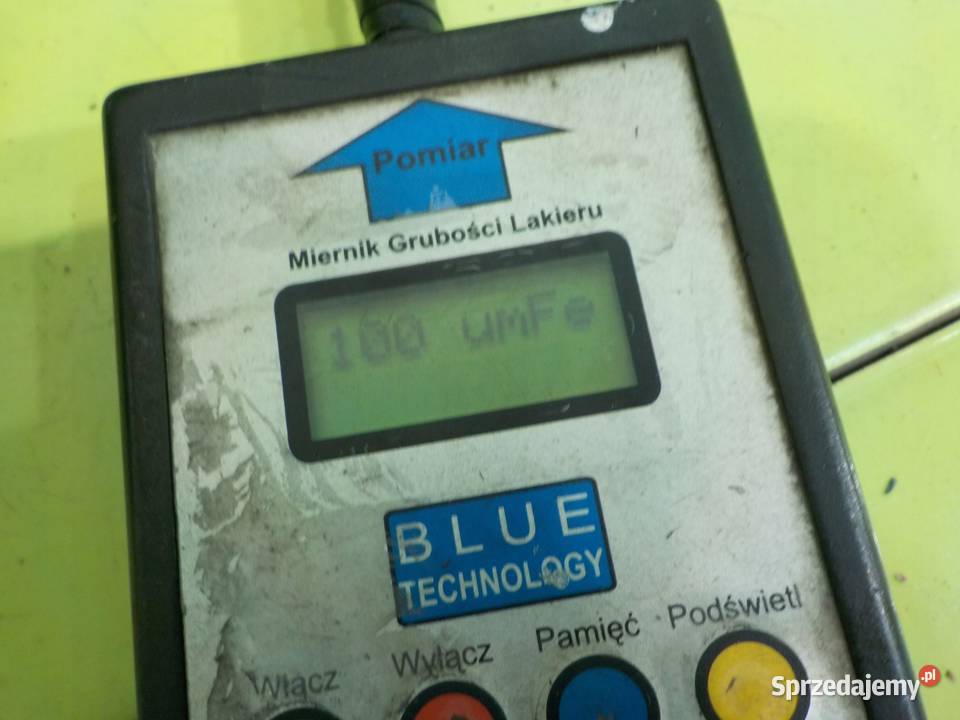 Pomiar
Miernik Grubości Lakieru
100 umFe
BLUE
TECHNOLOGY
Włącz Wyłącz Pamięć Podświetl
Sprzedajemy.pl